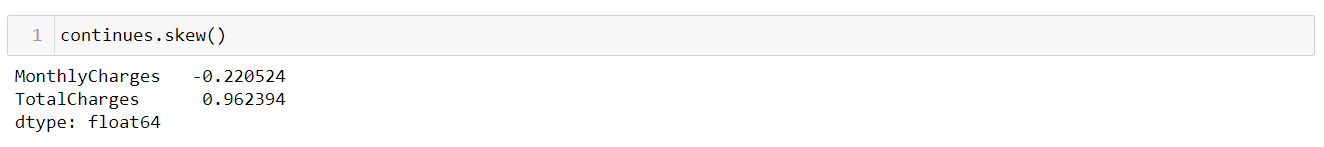 1 continues.skew()
MonthlyCharges -0.220524
TotalCharges 0.962394
dtype: float64